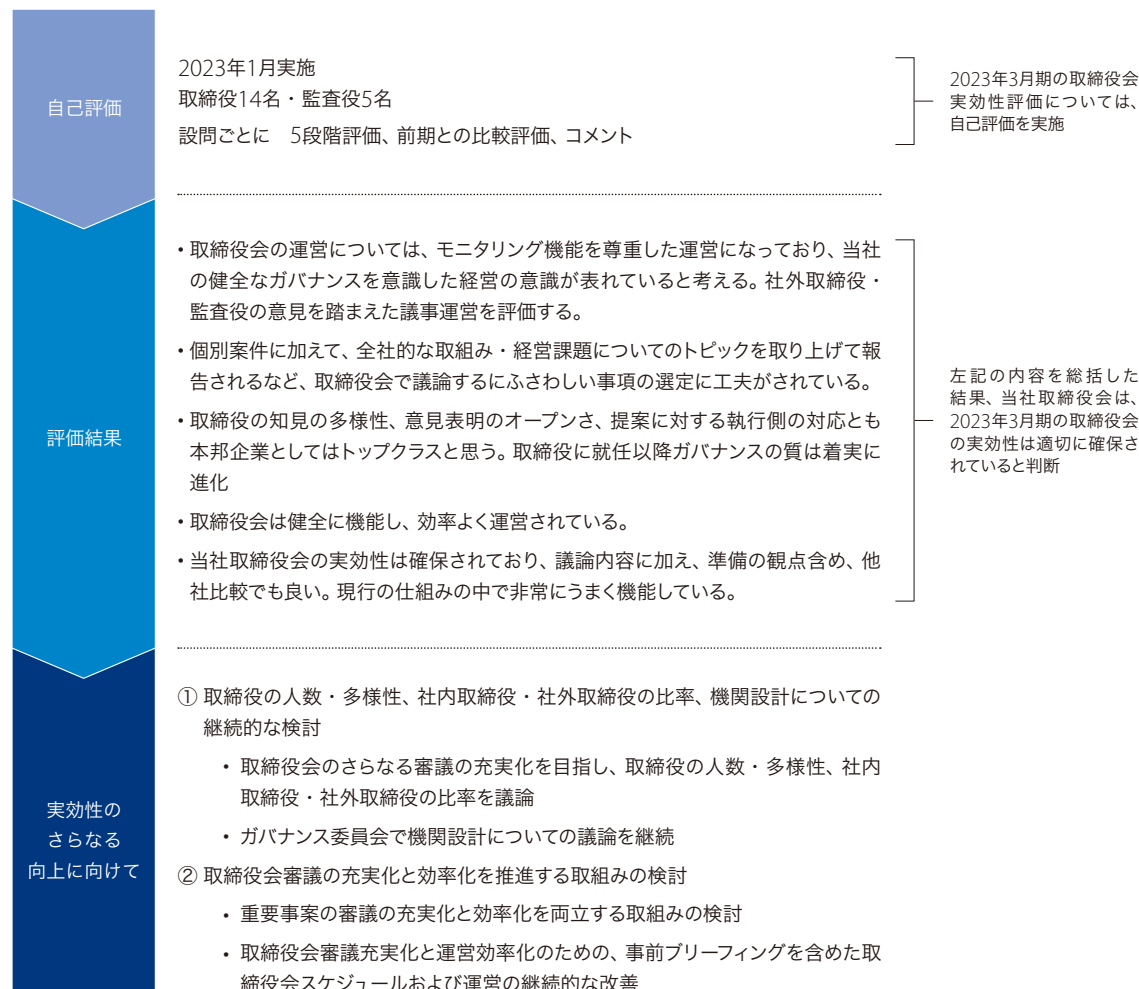 自己評価
2023年1月実施
取締役14名・監査役5名
設問ごとに　5段階評価、前期との比較評価、コメント
2023年3月期の取締役会
実効性評価については、
自己評価を実施
評価結果
・取締役会の運営については、モニタリング機能を尊重した運営になっており、当社
の健全なガバナンスを意識した経営の意識が表れていると考える。社外取締役・
監査役の意見を踏まえた議事運営を評価する。
・個別案件に加えて、全社的な取組み・経営課題についてのトピックを取り上げて報
告されるなど、取締役会で議論するにふさわしい事項の選定に工夫がされている。
・取締役の知見の多様性、意見表明のオープンさ、提案に対する執行側の対応とも
本邦企業としてはトップクラスと思う。取締役に就任以降ガバナンスの質は着実に
進化
・取締役会は健全に機能し、効率よく運営されている。
・当社取締役会の実効性は確保されており、議論内容に加え、準備の観点含め、他
社比較でも良い。現行の仕組みの中で非常にうまく機能している。
左記の内容を総括した
結果、当社取締役会は、
2023年3月期の取締役会
の実効性は適切に確保さ
れていると判断
実効性の
さらなる
向上に向けて
① 取締役の人数・多様性、社内取締役・社外取締役の比率、機関設計についての
継続的な検討
・取締役会のさらなる審議の充実化を目指し、取締役の人数・多様性、社内
取締役・社外取締役の比率を議論
・ガバナンス委員会で機関設計についての議論を継続
② 取締役会審議の充実化と効率化を推進する取組みの検討
・重要事案の審議の充実化と効率化を両立する取組みの検討
・取締役会審議充実化と運営効率化のための、事前ブリーフィングを含めた取
締役会スケジュールおよび運営の継続的な改善